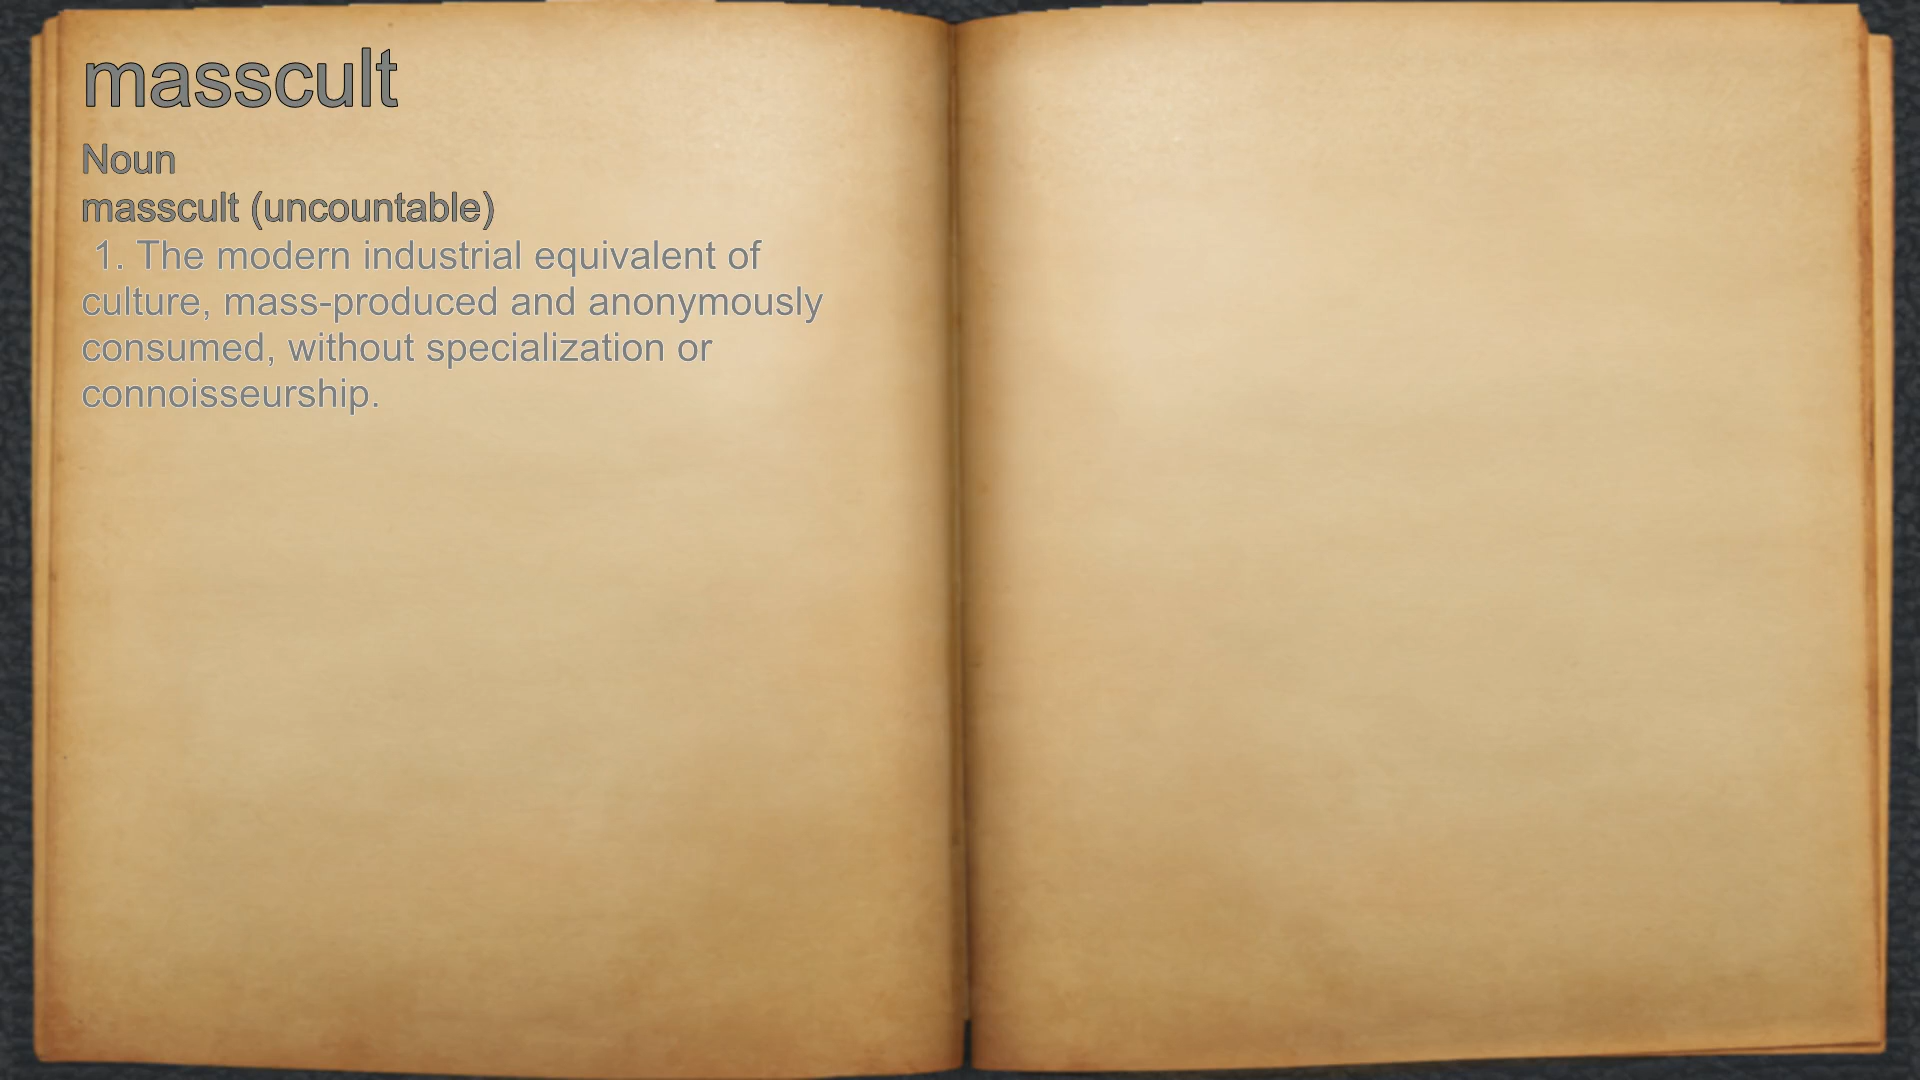 masscult
Noun
masscult (uncountable)
1. The modern industrial equivalent of
culture, mass-produced and anonymously
consumed, without specialization or
connoisseurship.